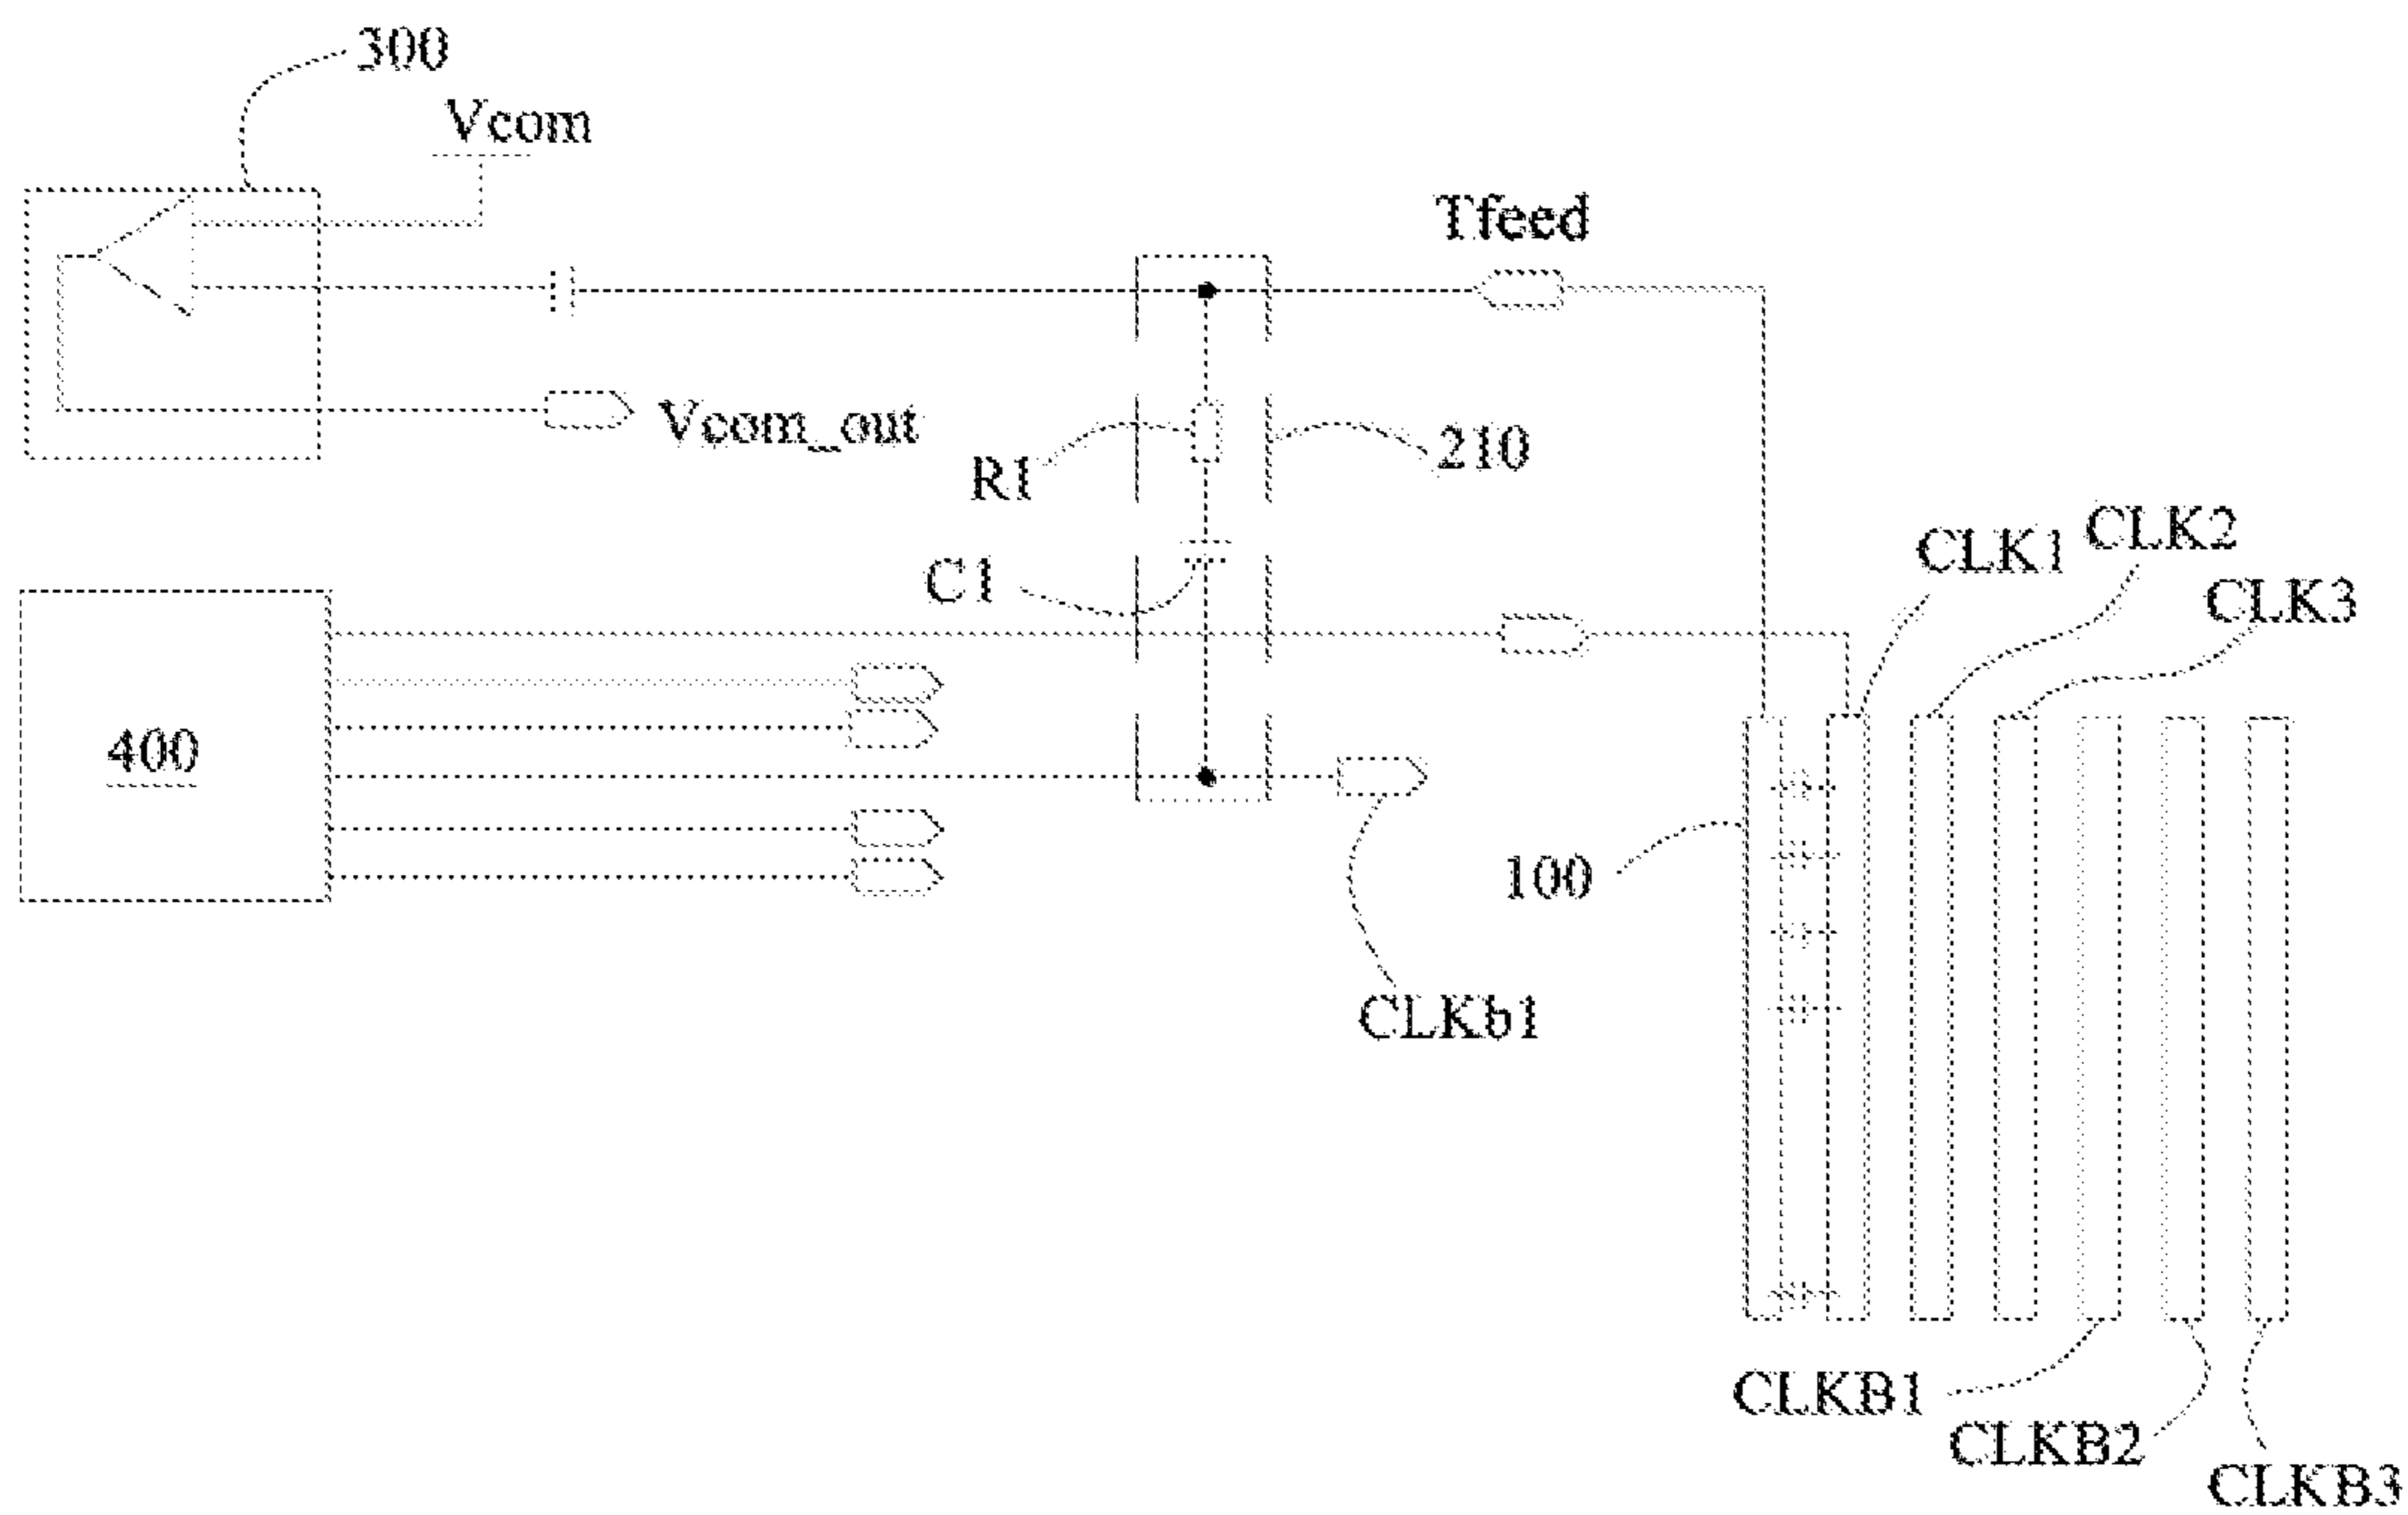 300
Vcom
Tfeed
Vcom_out
R1
210
C1
CLK1
CLK2
CLK3
400
100
CLKb1
CLKB1
CLKB2
CLKB3